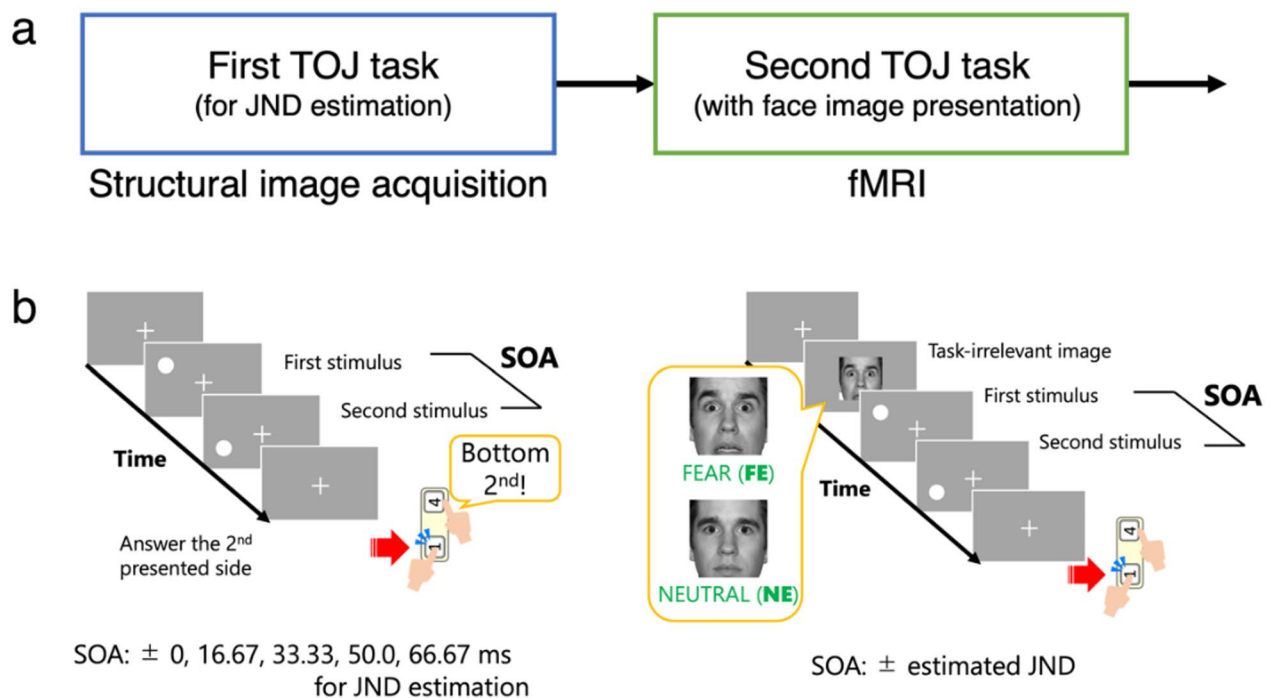 a
First TOJ task
(for JND estimation)
Structural image acquisition
Second TOJ task
(with face image presentation)
fMRI
b
First stimulus
Second stimulus
SOA
Time
Bottom
2nd!
4
1
Answer the 2nd
presented side
SOA: ± 0, 16.67, 33.33, 50.0, 66.67 ms
for JND estimation
Task-irrelevant image
First stimulus
Second stimulus
SOA
FEAR (FE)
NEUTRAL (NE)
Time
4
1
SOA: ± estimated JND